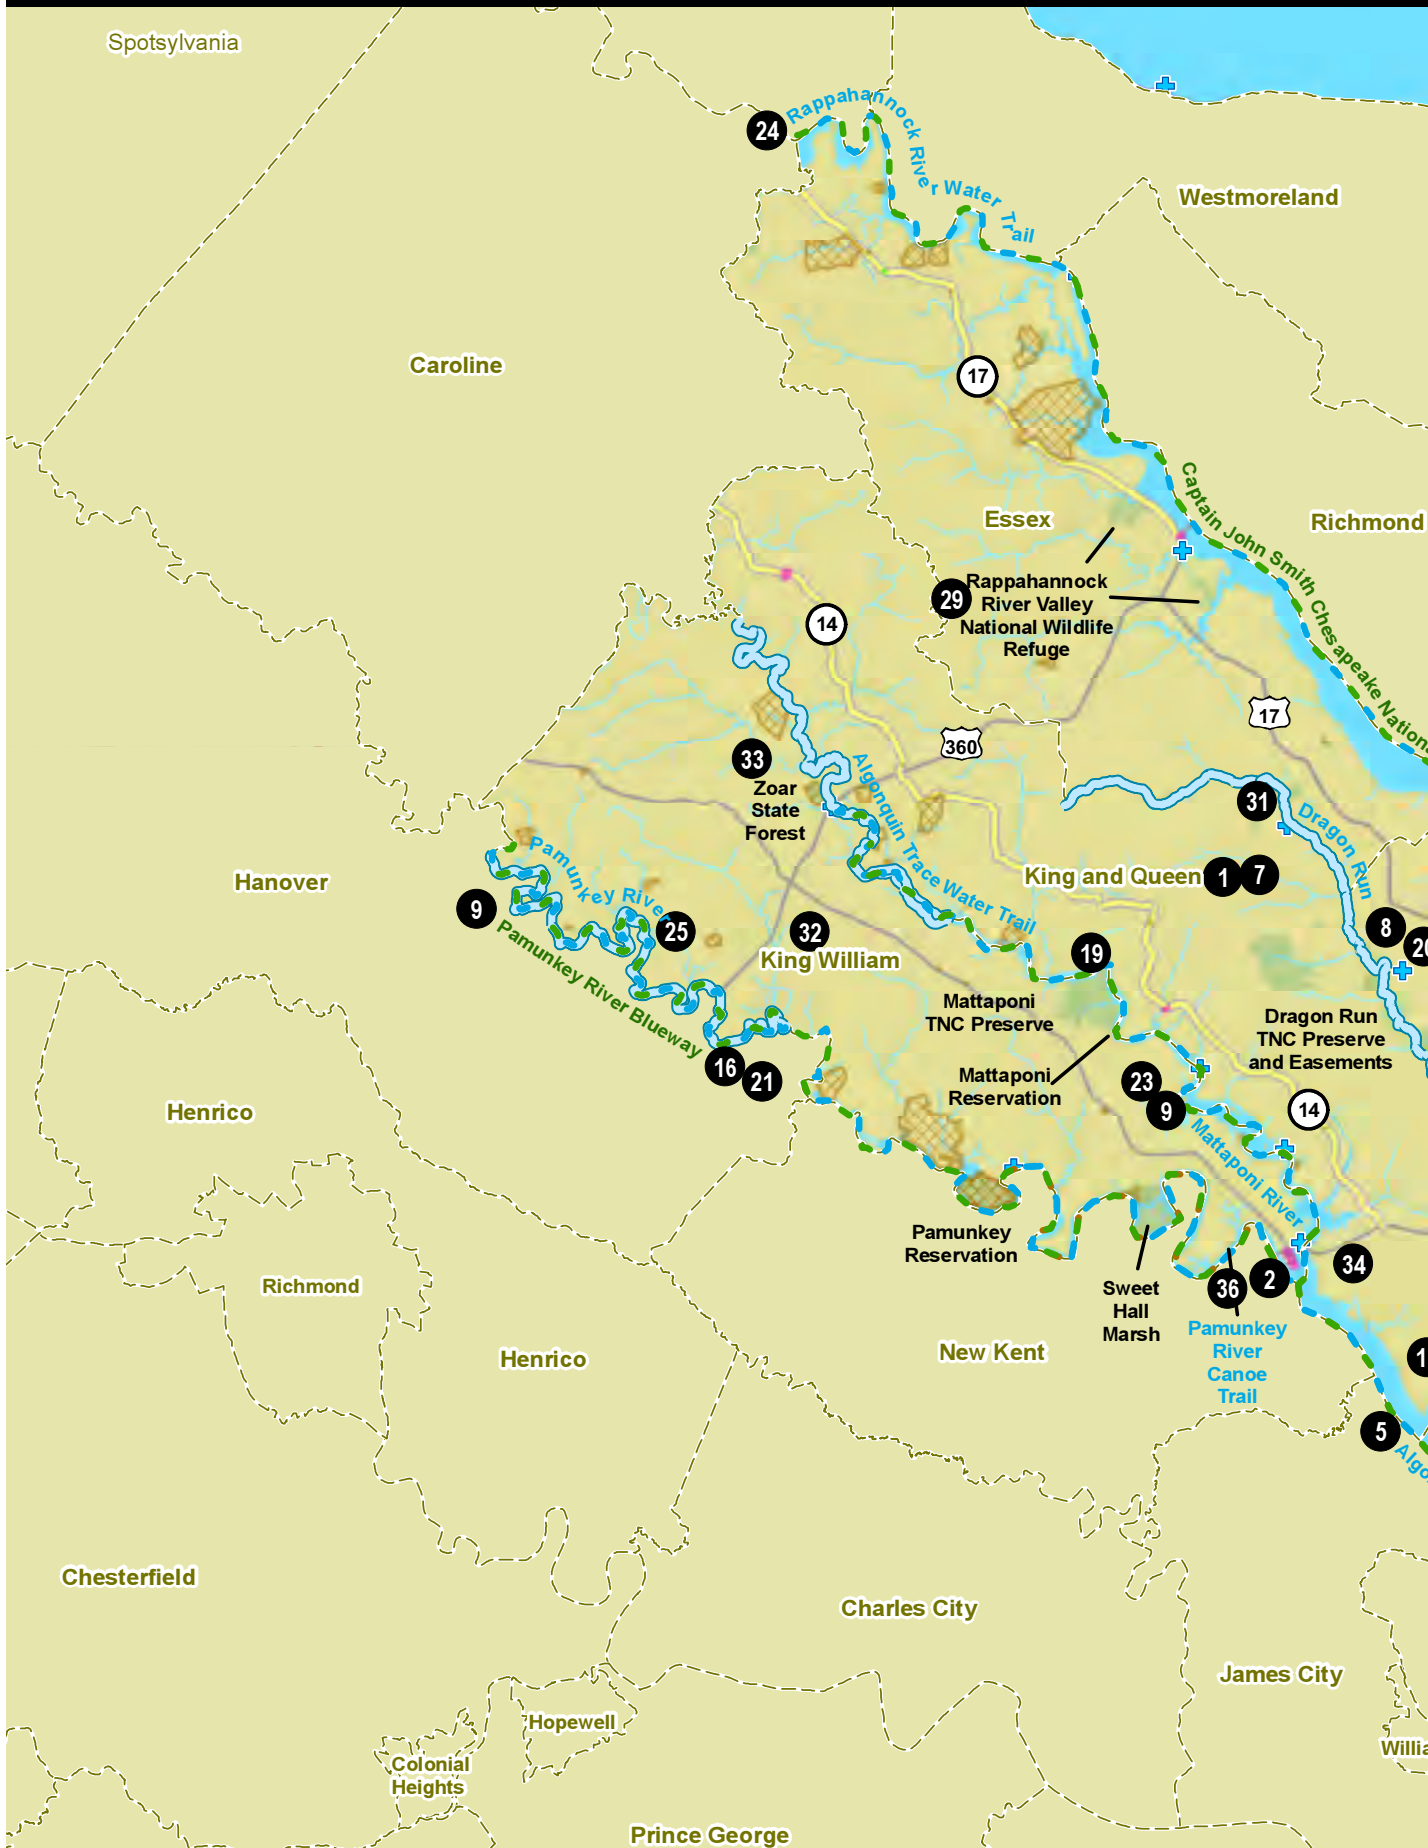 Spotsylvania
24
Rappahannock River Water Trail
Westmoreland
Caroline
17
Captain John Smith Chesapeake Nation
Essex
Richmond
29
Rappahannock
River Valley
National Wildlife
Refuge
14
17
360
33
Zoar
State
Forest
Algonquin Trace Water Trail
31
Dragon Run
Hanover
Pamunkey River
King and Queen
1
7
9
25
32
8
20
Pamunkey River Blueway
King William
19
Mattaponi
TNC Preserve
Dragon Run
TNC Preserve
and Easements
16
21
Mattaponi
Reservation
23
9
14
Henrico
Mattaponi River
Pamunkey
Reservation
34
Richmond
Sweet
Hall
Marsh
36
2
Pamunkey
River
Canoe
Trail
Henrico
New Kent
1
5
Algo
Chesterfield
Charles City
James City
Hopewell
Colonial
Heights
Willia
Prince George